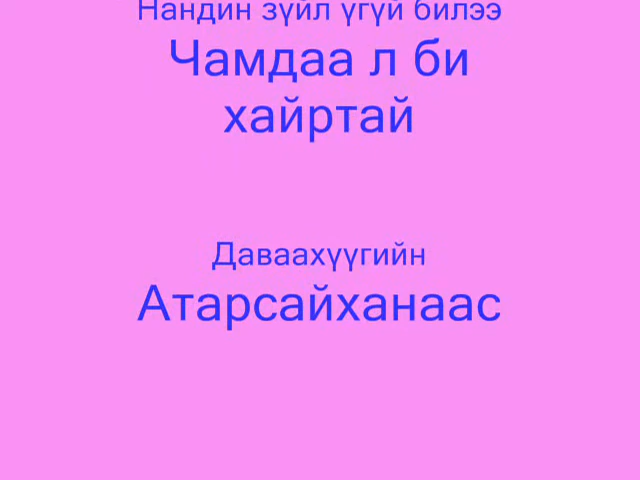 Нандин зүйл үгүй билээ
Чамдаа л би
хайртай
Даваахүүгийн
Атарсайханаас